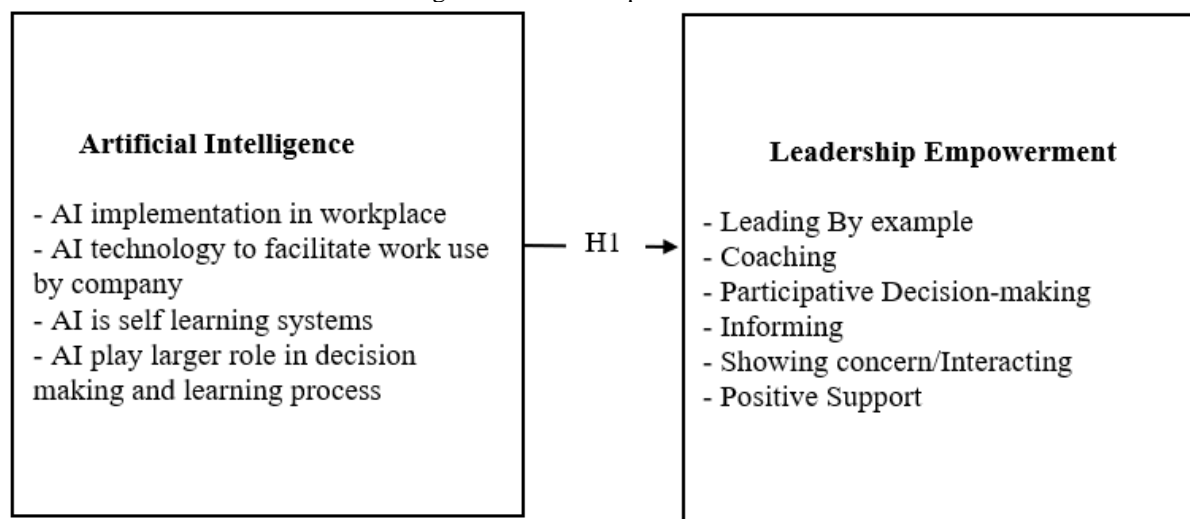 Artificial Intelligence
- AI implementation in workplace
- AI technology to facilitate work use
by company
- AI is self learning systems
- AI play larger role in decision
making and learning process
H1
Leadership Empowerment
- Leading By example
- Coaching
- Participative Decision-making
- Informing
- Showing concern/Interacting
- Positive Support